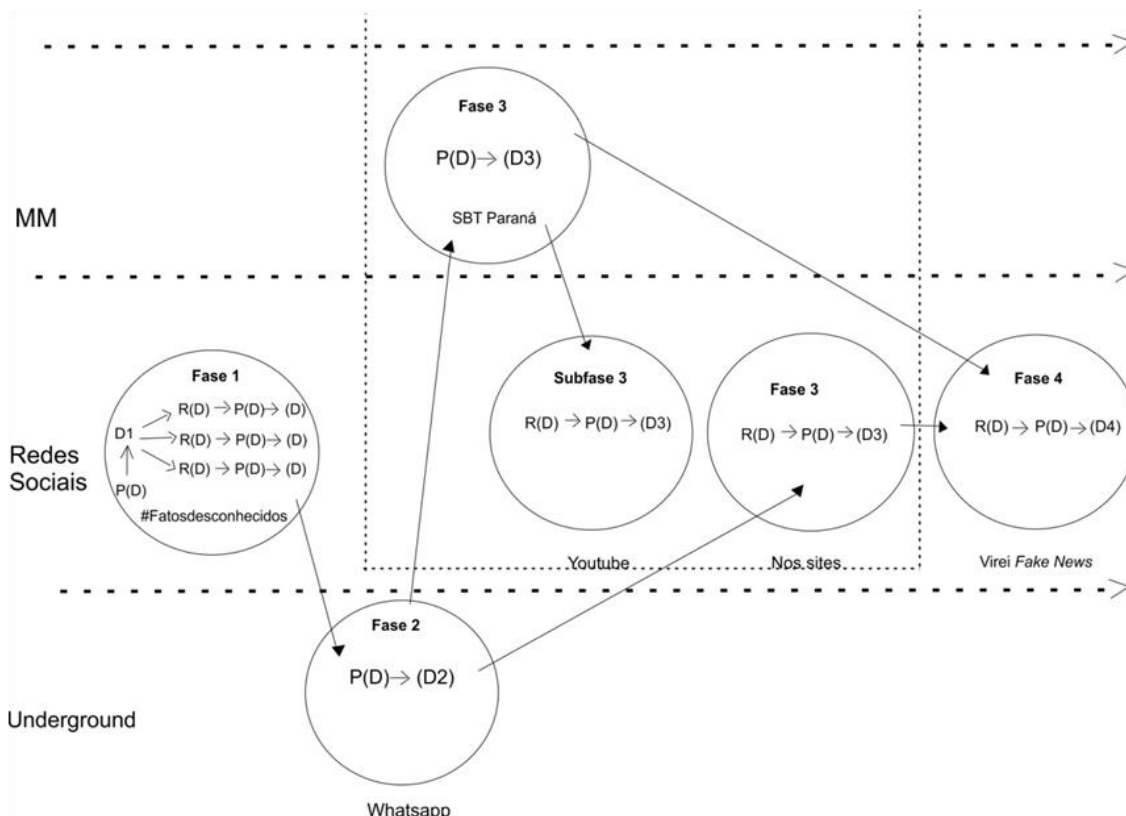 Fase 3
P(D)→ (D3)
SBT Paraná
MM
Fase 1
R(D) →P(D)→ (D)
D1
R(D) →P(D)→ (D)
R(D) →P(D)→ (D)
P(D)
#Fatosdesconhecidos
Redes
Sociais
Subfase 3
R(D) → P(D) → (D3)
Youtube
Fase 3
R(D) → P(D) →(D3)
Nos sites
Fase 4
R(D) → P(D) →(D4)
Virei Fake News
Fase 2
P(D)→ (D2)
Underground
Whatsapp